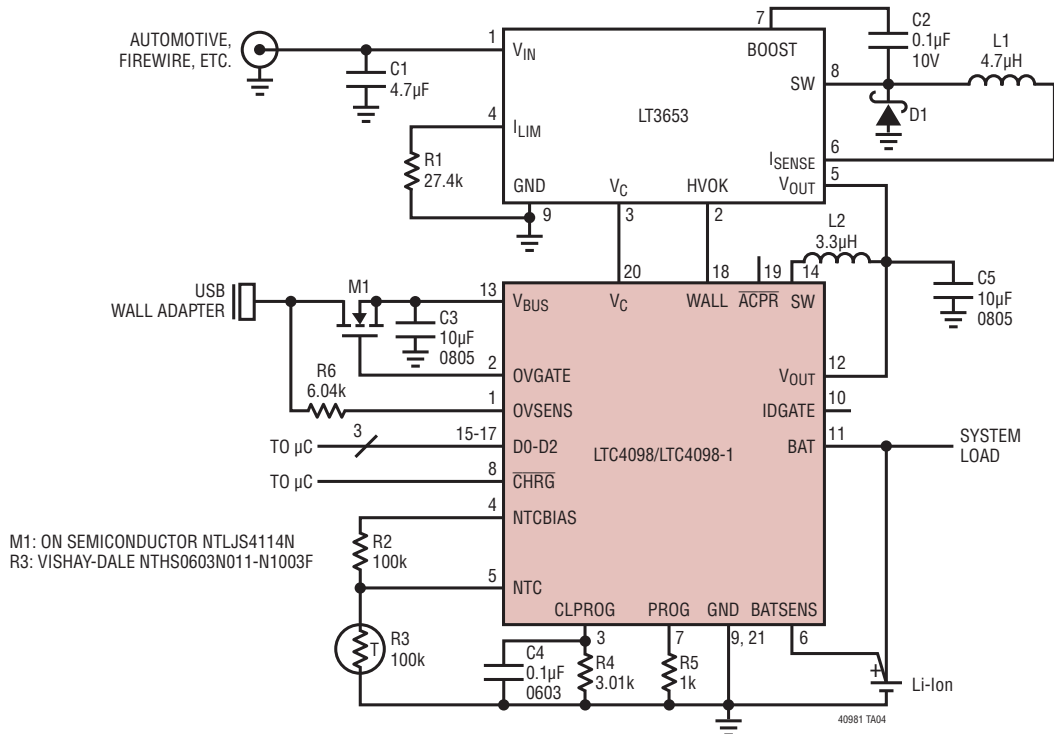 AUTOMOTIVE,
FIREWIRE, ETC.
C1
4.7µF
1
VIN
4
ILIM
R1
27.4k
GND
9
VC
3
HVOK
2
LT3653
7
BOOST
C2
0.1µF
10V
SW
8
D1
L1
4.7µH
ISENSE
6
VOUT
5
L2
3.3µH
C5
10µF
0805
USB
WALL ADAPTER
M1
13
VBUS
C3
10µF
0805
20
VC
18
WALL
19
ACPR
14
SW
2
OVGATE
R6
6.04k
1
OVSENS
VOUT
12
IDGATE
10
TO µC
3
15-17
D0-D2
LTC4098/LTC4098-1
BAT
11
SYSTEM
LOAD
TO µC
8
CHRG
4
NTCBIAS
M1: ON SEMICONDUCTOR NTLJS4114N
R3: VISHAY-DALE NTHS0603N011-N1003F
R2
100k
5
NTC
T
R3
100k
CLPROG
3
PROG
7
GND
9, 21
BATSENS
6
C4
0.1µF
0603
R4
3.01k
R5
1k
+
Li-Ion
40981 TA04